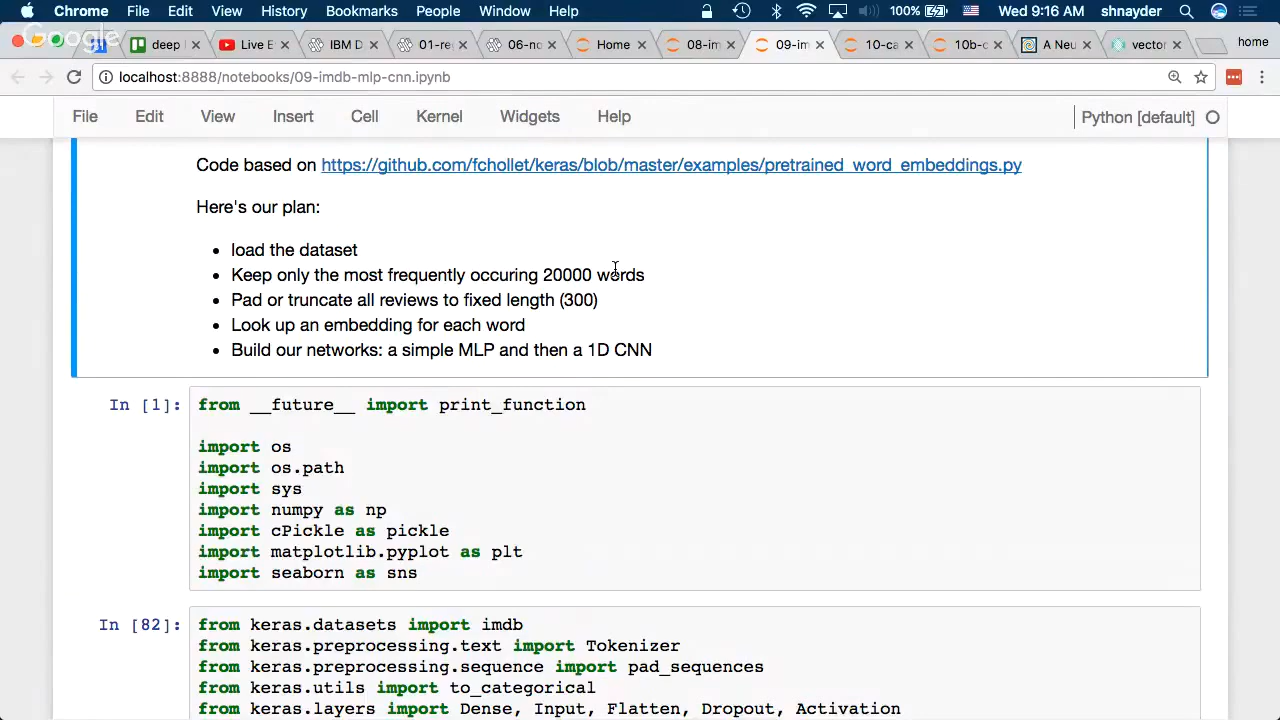 Chrome File Edit View History Bookmarks People Window Help 100% Wed 9:16 AM shnayder
Google
deep l Live E IBM D 01-re 06-no Home 08-im 09-im 10-ca 10b-c A Neu vector home
localhost:8888/notebooks/09-imdb-mlp-cnn.ipynb
File Edit View Insert Cell Kernel Widgets Help Python [default]
Code based on https://github.com/fchollet/keras/blob/master/examples/pretrained_word_embeddings.py
Here's our plan:
• load the dataset
• Keep only the most frequently occuring 20000 words
• Pad or truncate all reviews to fixed length (300)
• Look up an embedding for each word
• Build our networks: a simple MLP and then a 1D CNN
In [1]: from __future__ import print_function
import os
import os.path
import sys
import numpy as np
import cPickle as pickle
import matplotlib.pyplot as plt
import seaborn as sns
In [82]: from keras.datasets import imdb
from keras.preprocessing.text import Tokenizer
from keras.preprocessing.sequence import pad_sequences
from keras.utils import to_categorical
from keras.layers import Dense, Input, Flatten, Dropout, Activation